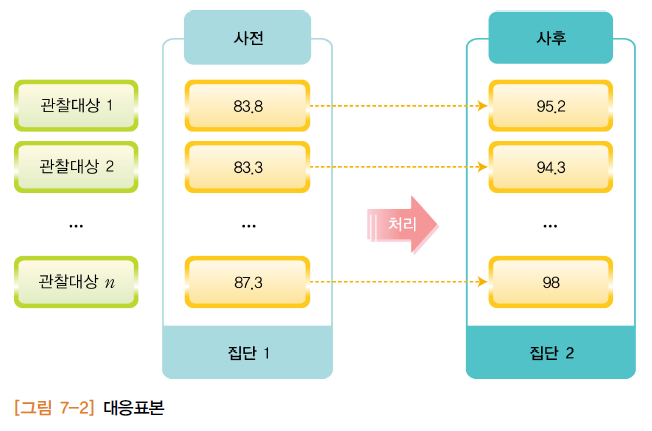 사전 사후
관찰대상 1 83.8 95.2
관찰대상 2 83.3 94.3
... ... ...
처리
관찰대상 n 87.3 98
집단 1 집단 2
[그림 7-2] 대응표본